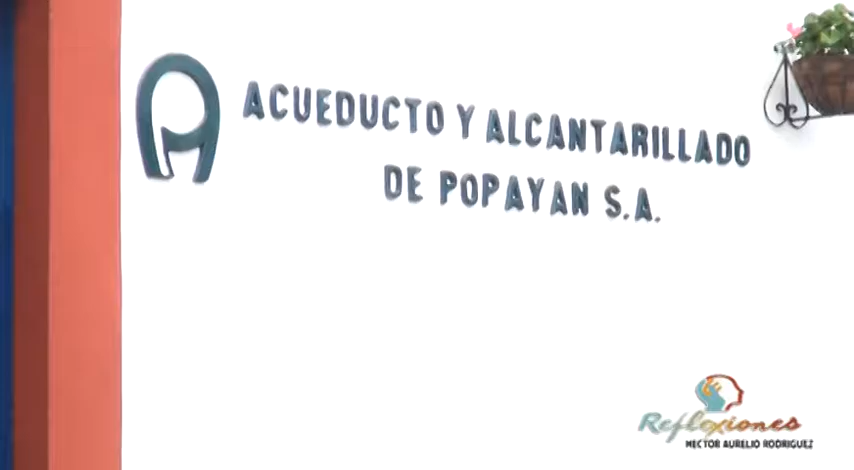 ACUEDUCTO Y ALCANTARILLADO
DE POPAYAN S.A.
Reflexiones
HECTOR AURELIO RODRIGUEZ